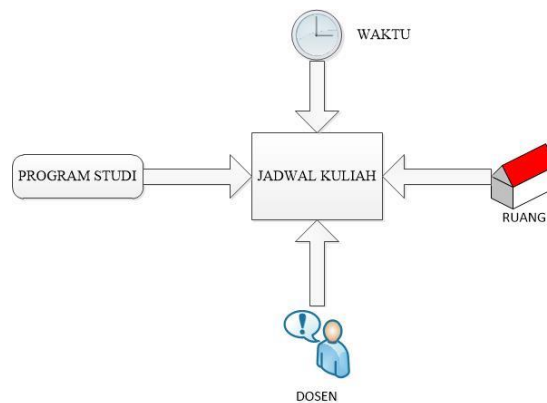 WAKTU
PROGRAM STUDI
JADWAL KULIAH
RUANG
DOSEN